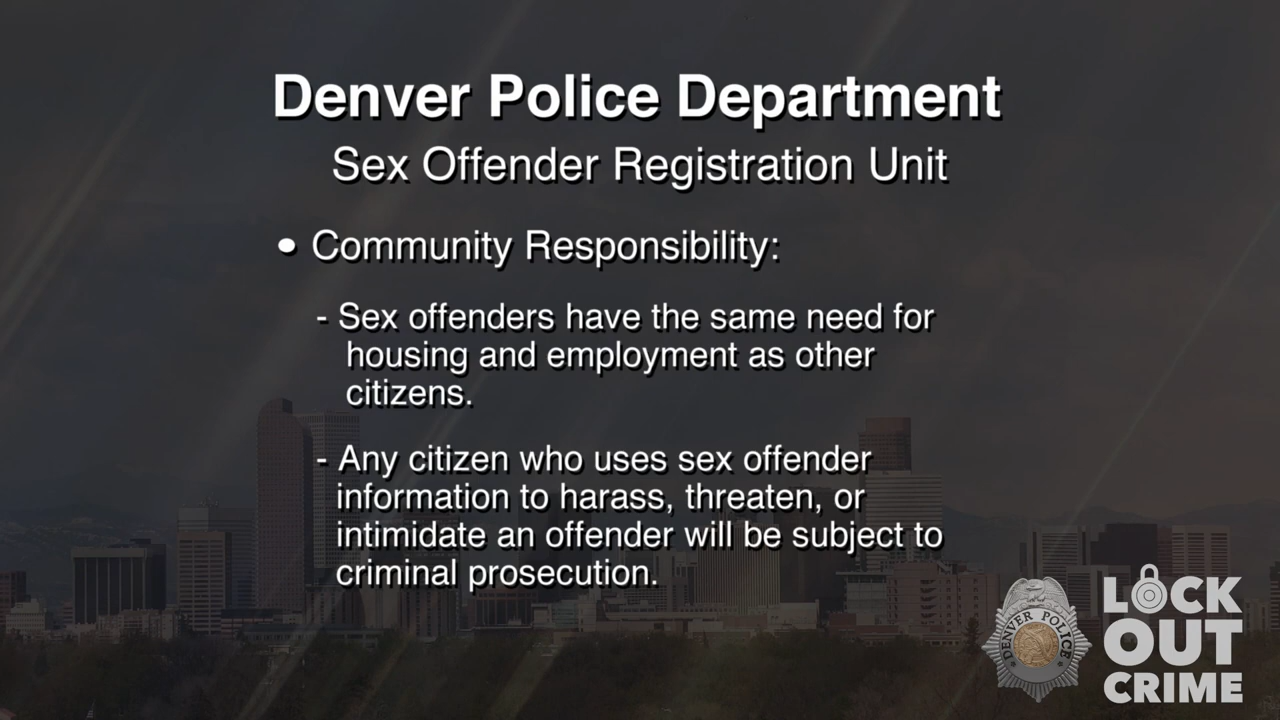 Denver Police Department
Sex Offender Registration Unit
• Community Responsibility:
- Sex offenders have the same need for
housing and employment as other
citizens.
- Any citizen who uses sex offender
information to harass, threaten, or
intimidate an offender will be subject to
criminal prosecution.
DENVER POLICE
LOCK
OUT
CRIME